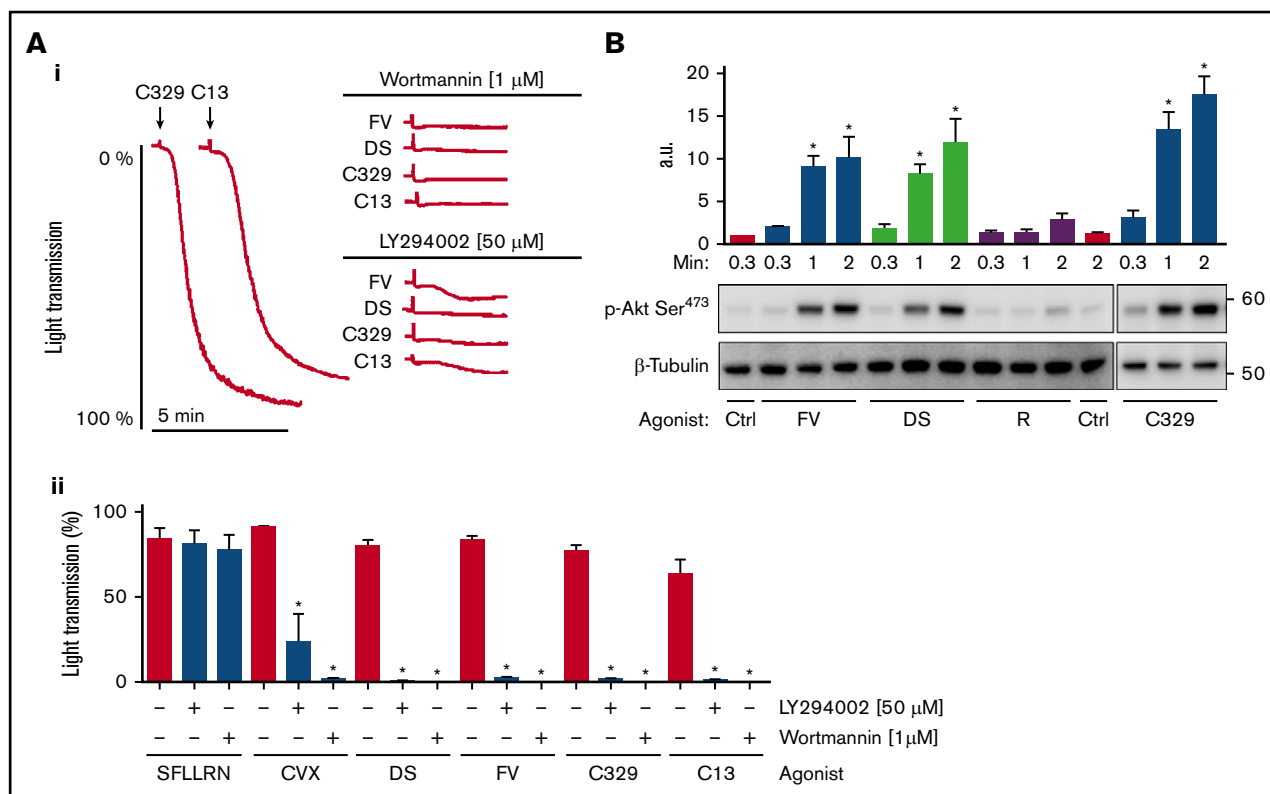 A
i
C329 C13
0 %
Light transmission
100 %
5 min
Wortmannin [1 μM]
FV
DS
C329
C13
LY294002 [50 μM]
FV
DS
C329
C13
B
a.u.
20
15
10
5
0
* * * * * *
Min: 0.3 0.3 1 2 0.3 1 2 0.3 1 2 2 0.3 1 2
p-Akt Ser⁴⁷³
60
β-Tubulin
50
Agonist: Ctrl FV DS R Ctrl C329
ii
Light transmission (%)
100
50
0
* * * * * * * * * *
– + – – + – – + – – + – – + – – + – LY294002 [50 μM]
– – + – – + – – + – – + – – + – – + Wortmannin [1μM]
SFLLRN CVX DS FV C329 C13 Agonist